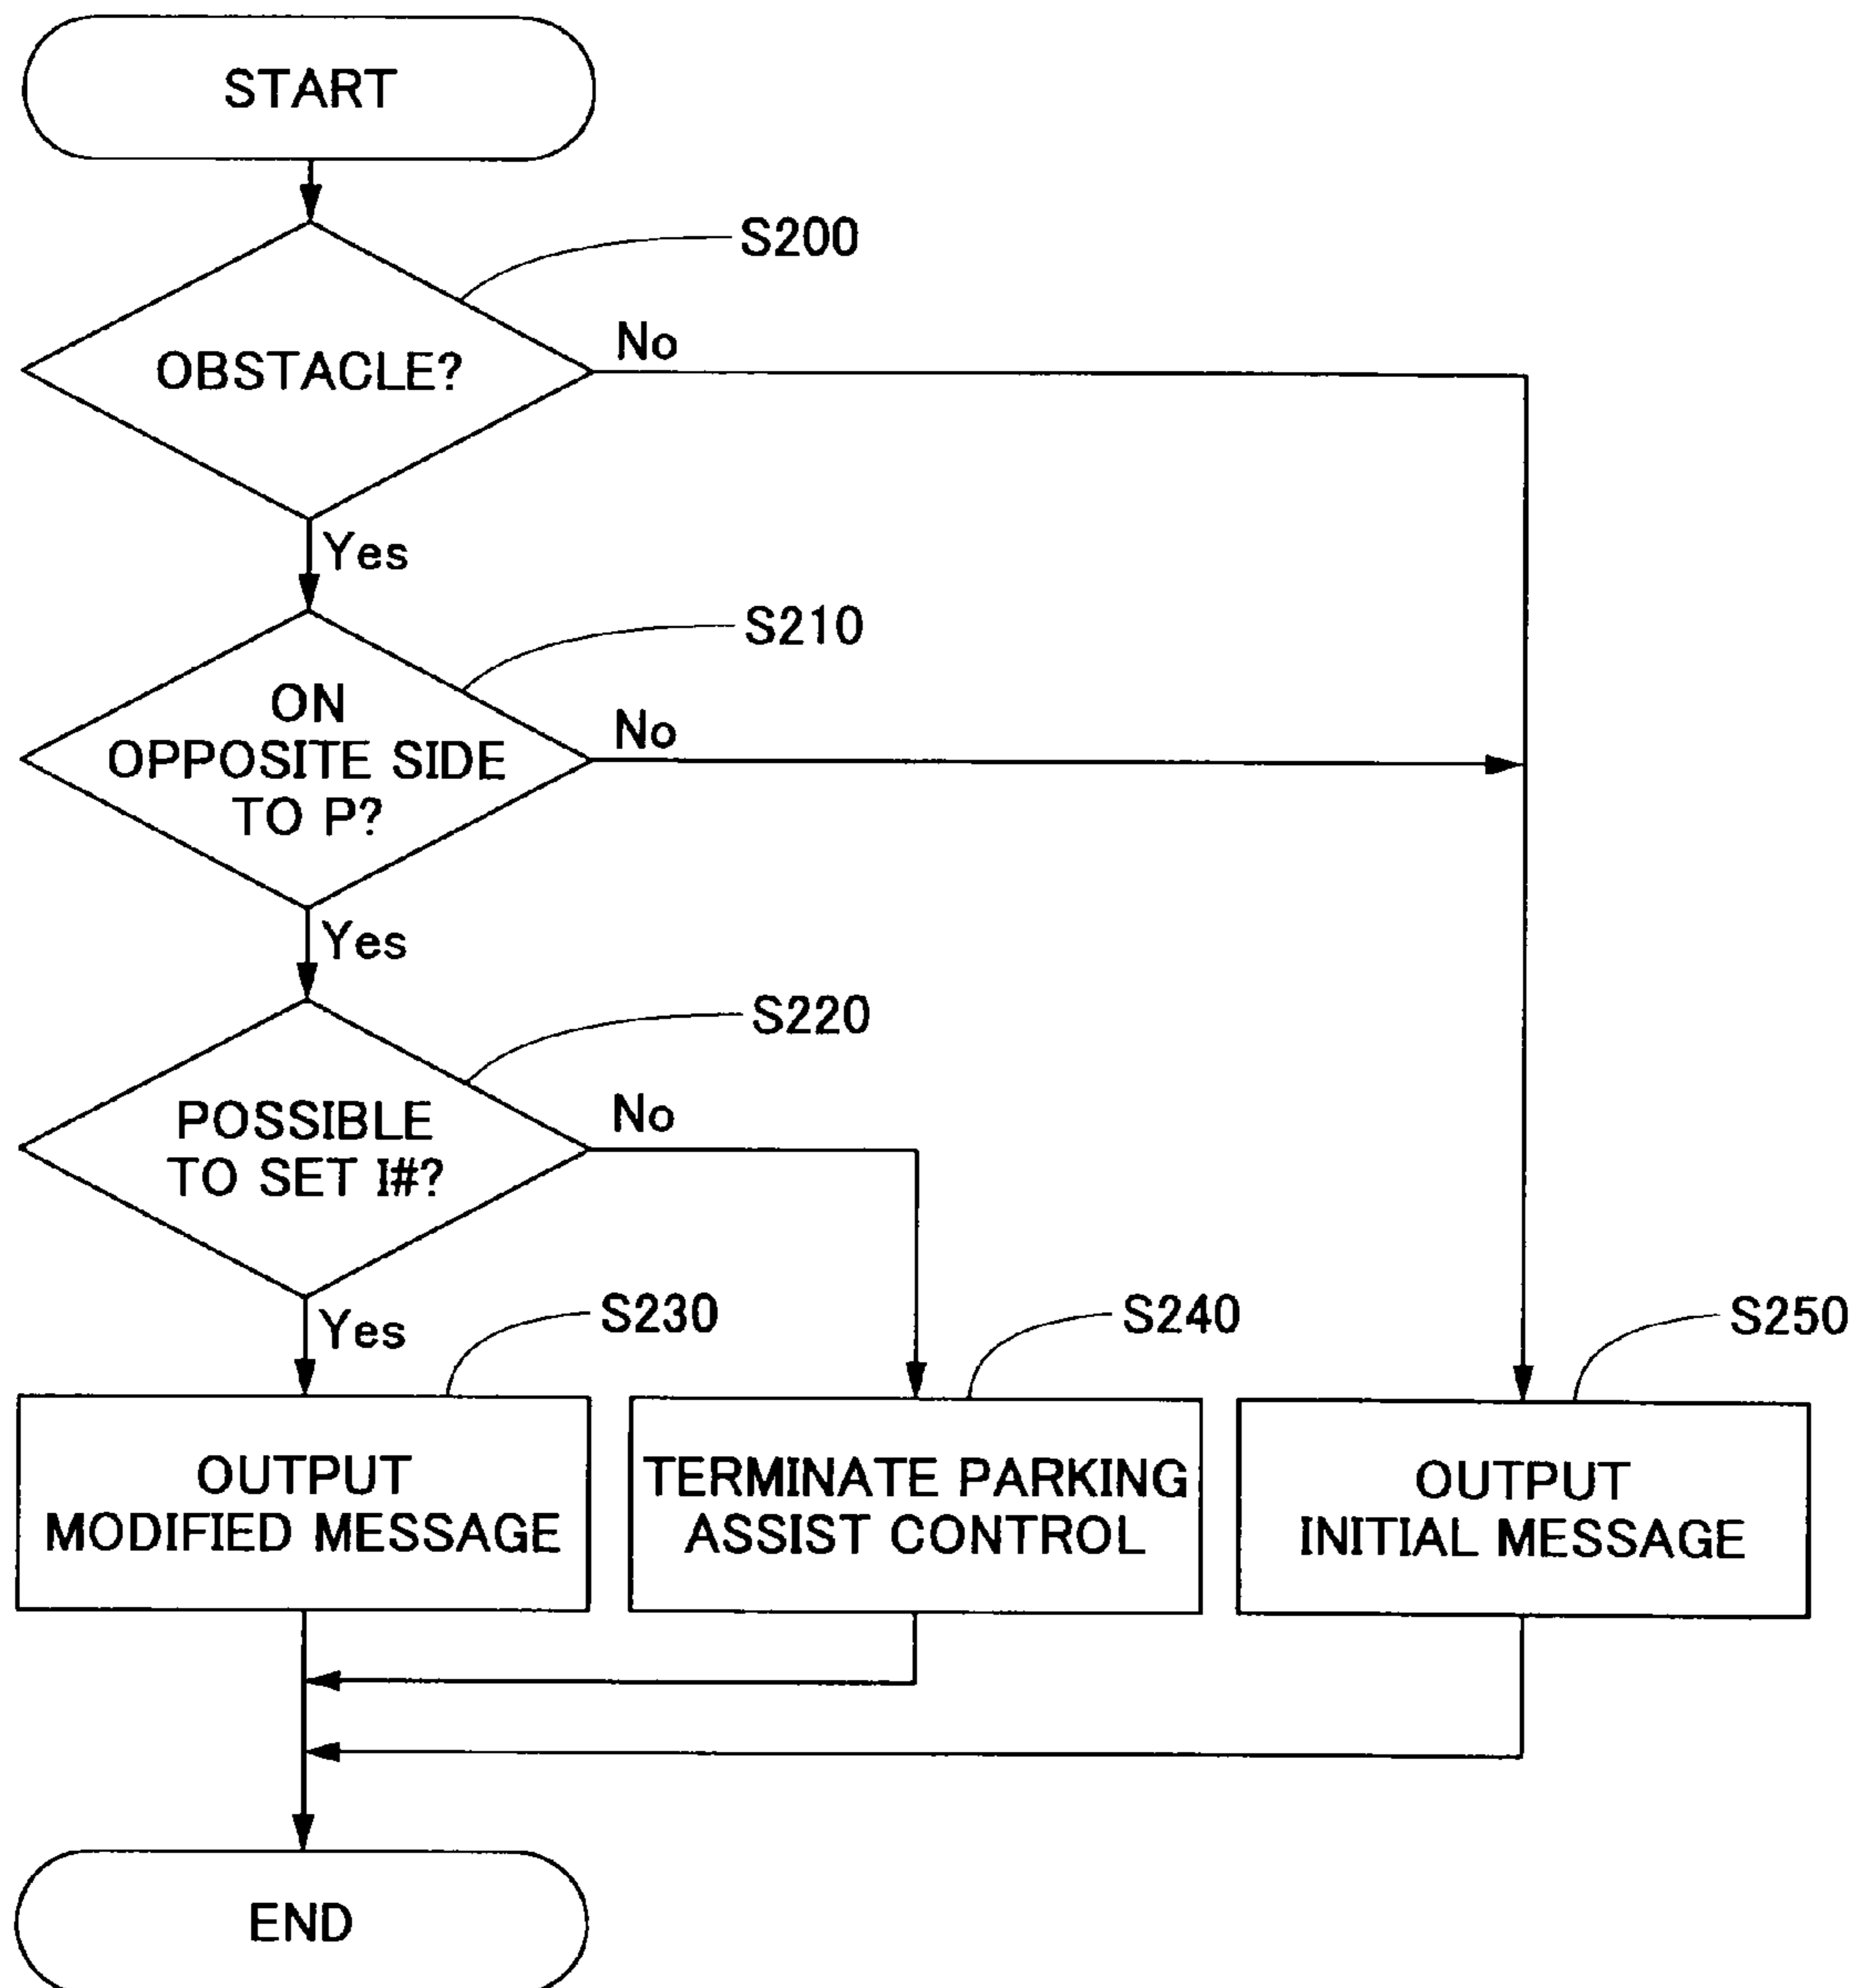 START
S200
OBSTACLE?
No
Yes
S210
ON
OPPOSITE SIDE
TO P?
No
Yes
S220
POSSIBLE
TO SET I#?
No
Yes
S230
S240
S250
OUTPUT
MODIFIED MESSAGE
TERMINATE PARKING
ASSIST CONTROL
OUTPUT
INITIAL MESSAGE
END